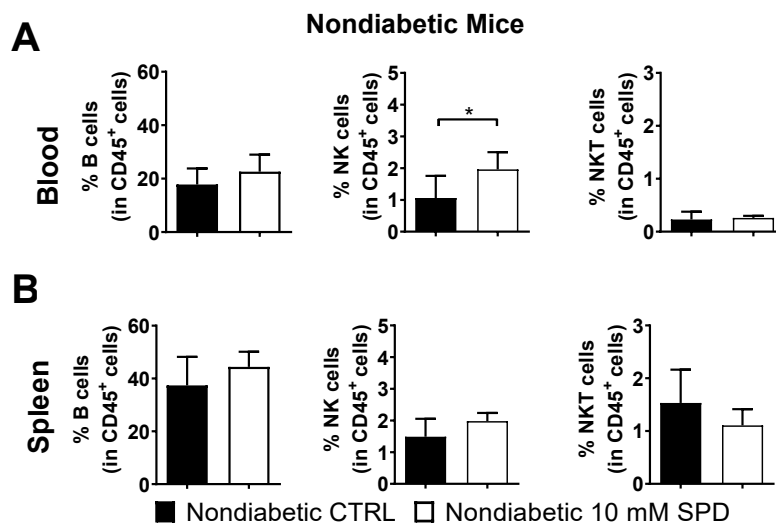 Nondiabetic Mice
A
Blood
% B cells
(in CD45+ cells)
60
40
20
0
% NK cells
(in CD45+ cells)
5
4
3
2
1
0
*
% NKT cells
(in CD45+ cells)
3
2
1
0
B
Spleen
% B cells
(in CD45+ cells)
60
40
20
0
% NK cells
(in CD45+ cells)
5
4
3
2
1
0
% NKT cells
(in CD45+ cells)
3
2
1
0
Nondiabetic CTRL Nondiabetic 10 mM SPD